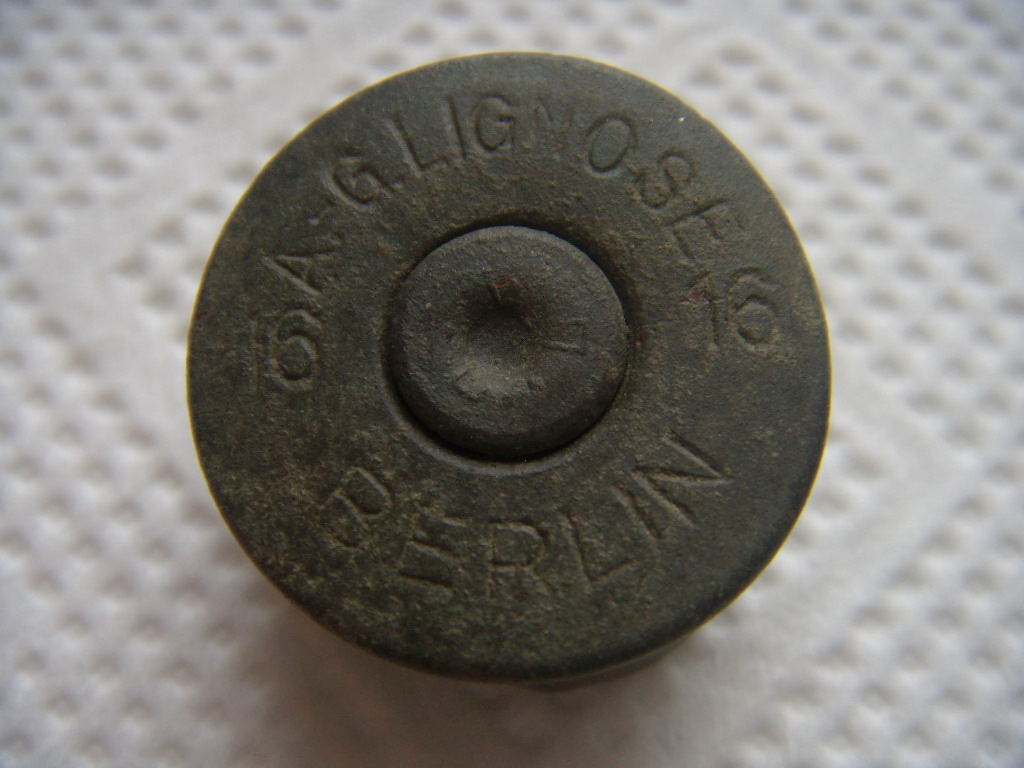 A.-G. LIGNOSE
16 16
BERLIN